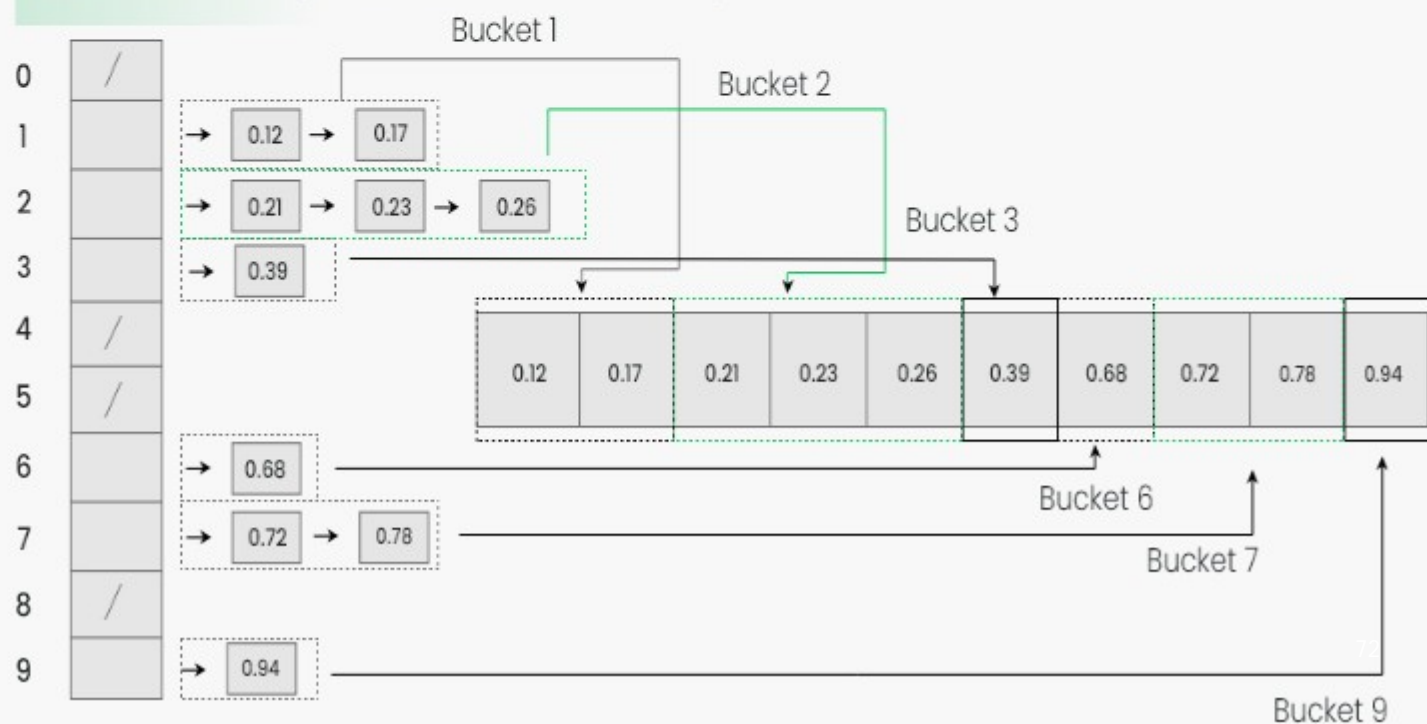 Bucket 1
0 /
Bucket 2
1 → 0.12 → 0.17
2 → 0.21 → 0.23 → 0.26
Bucket 3
3 → 0.39
4 /
0.12 0.17 0.21 0.23 0.26 0.39 0.68 0.72 0.78 0.94
5 /
6 → 0.68
Bucket 6
7 → 0.72 → 0.78
Bucket 7
8 /
72
9 → 0.94
Bucket 9